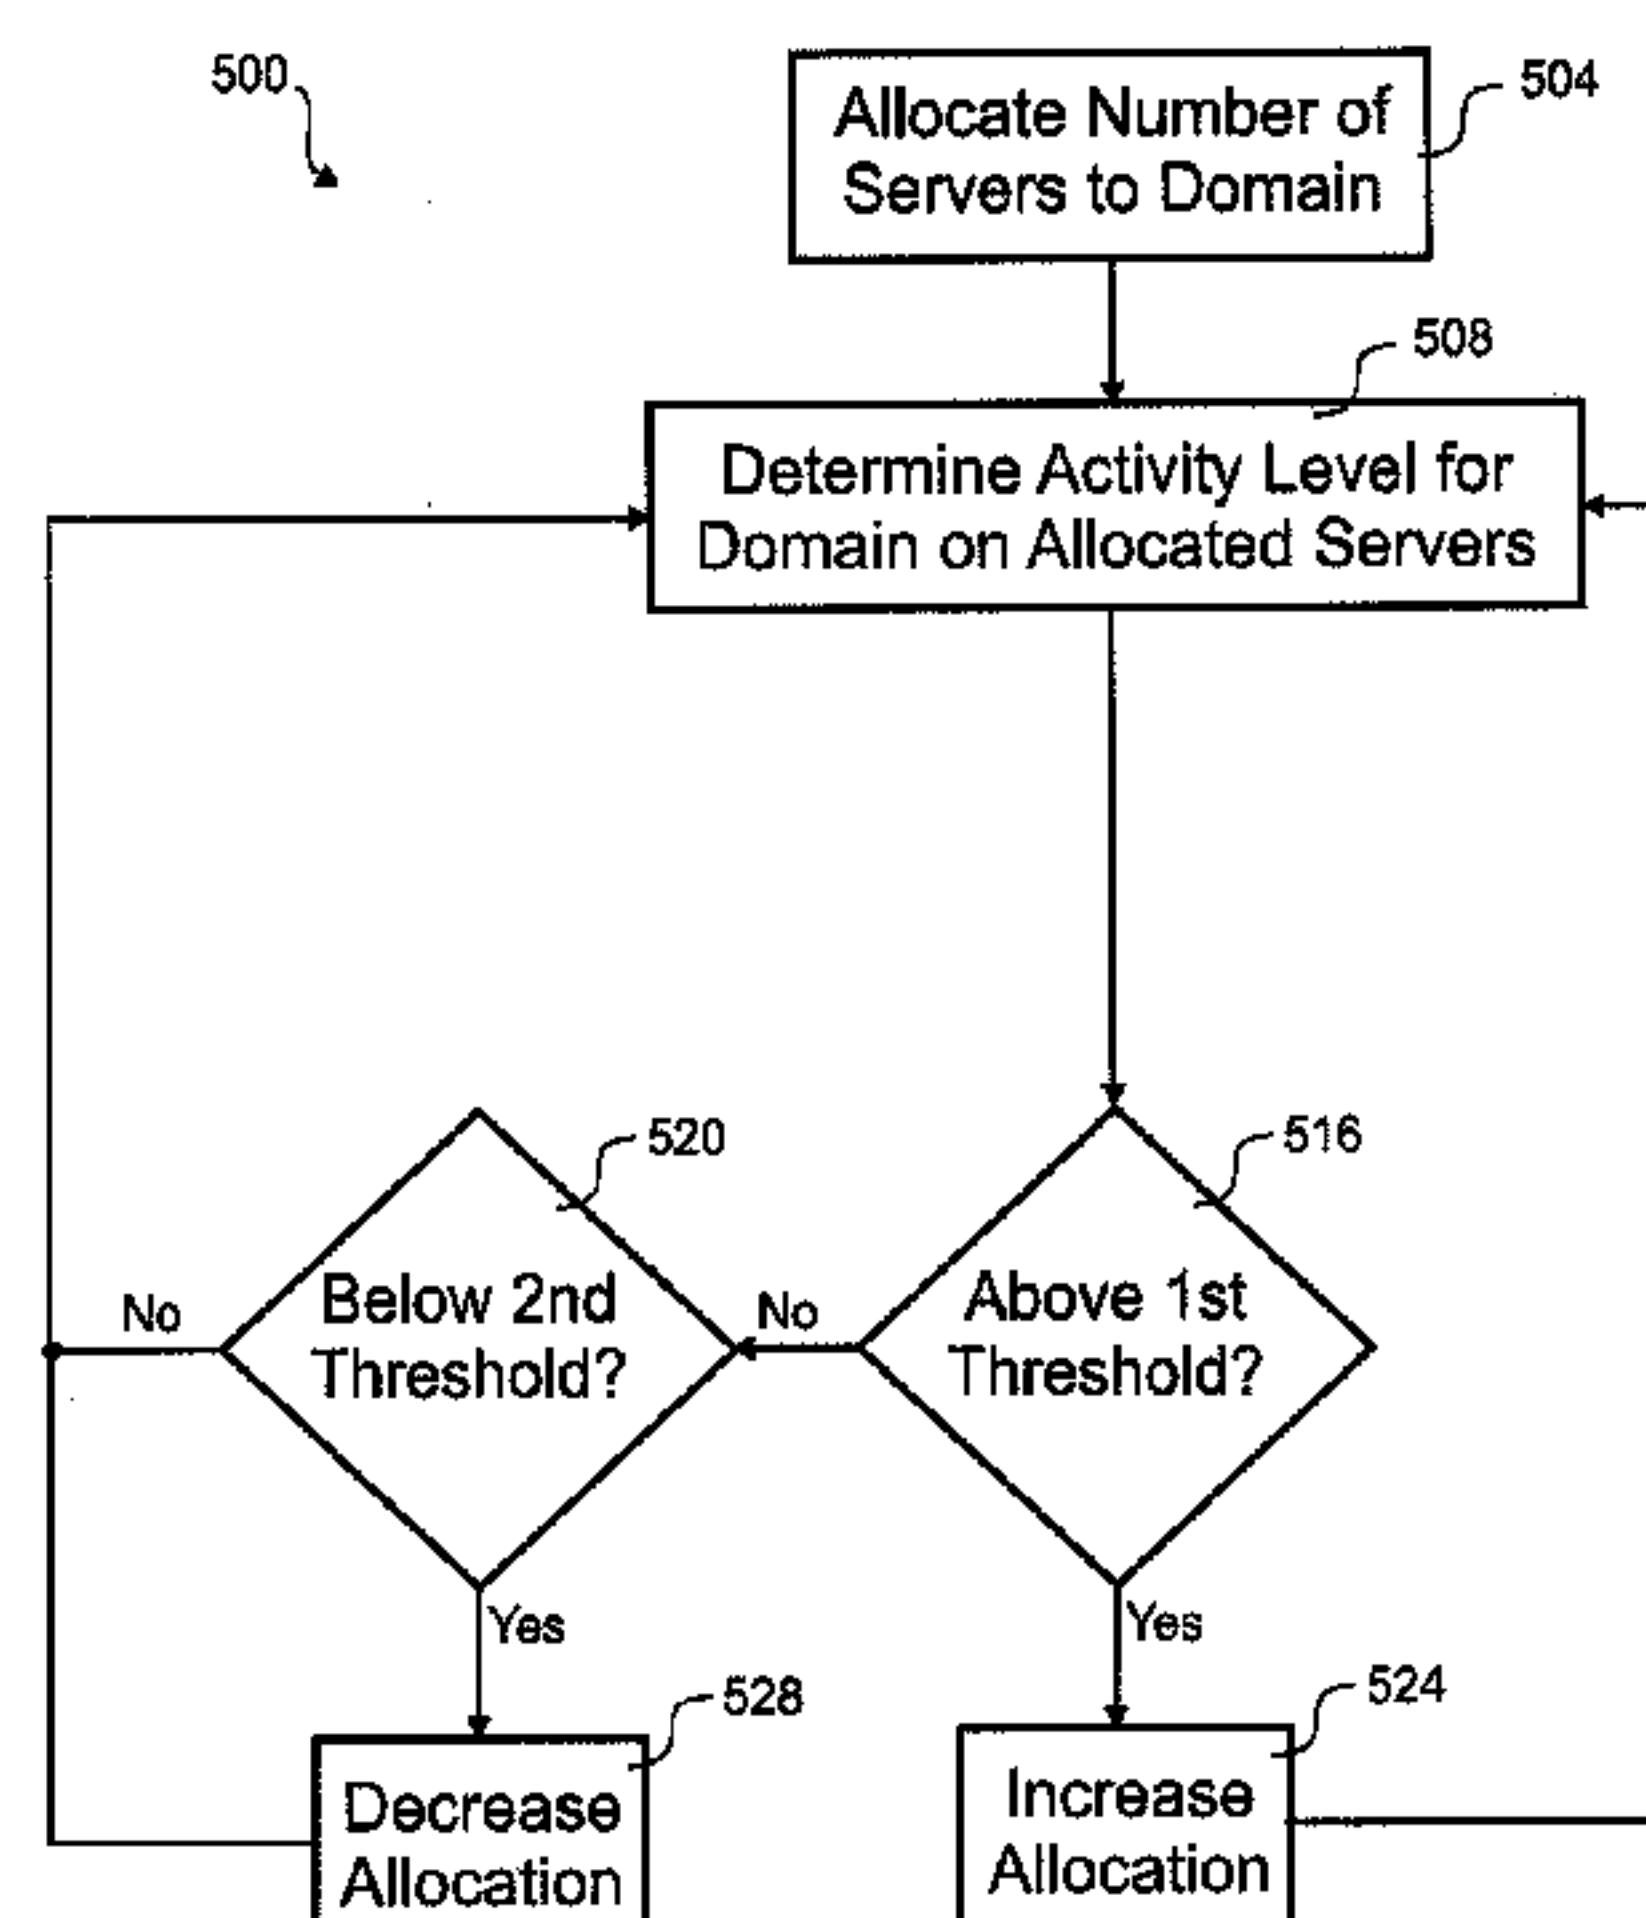 500
Allocate Number of
Servers to Domain
504
508
Determine Activity Level for
Domain on Allocated Servers
520
516
Below 2nd
Threshold?
Above 1st
Threshold?
No
No
Yes
Yes
528
524
Decrease
Allocation
Increase
Allocation